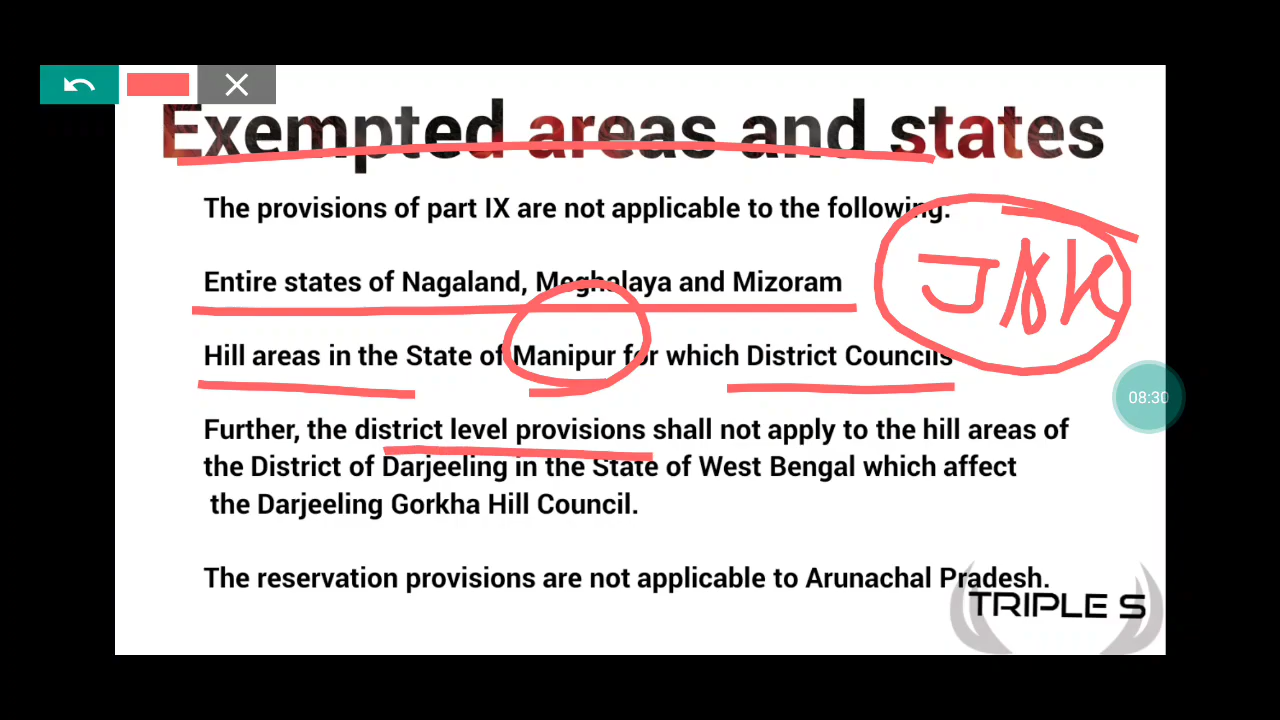 Exempted areas and states
The provisions of part IX are not applicable to the following:
Entire states of Nagaland, Meghalaya and Mizoram
J&K
Hill areas in the State of Manipur for which District Councils
08:30
Further, the district level provisions shall not apply to the hill areas of
the District of Darjeeling in the State of West Bengal which affect
the Darjeeling Gorkha Hill Council.
The reservation provisions are not applicable to Arunachal Pradesh.
TRIPLE S